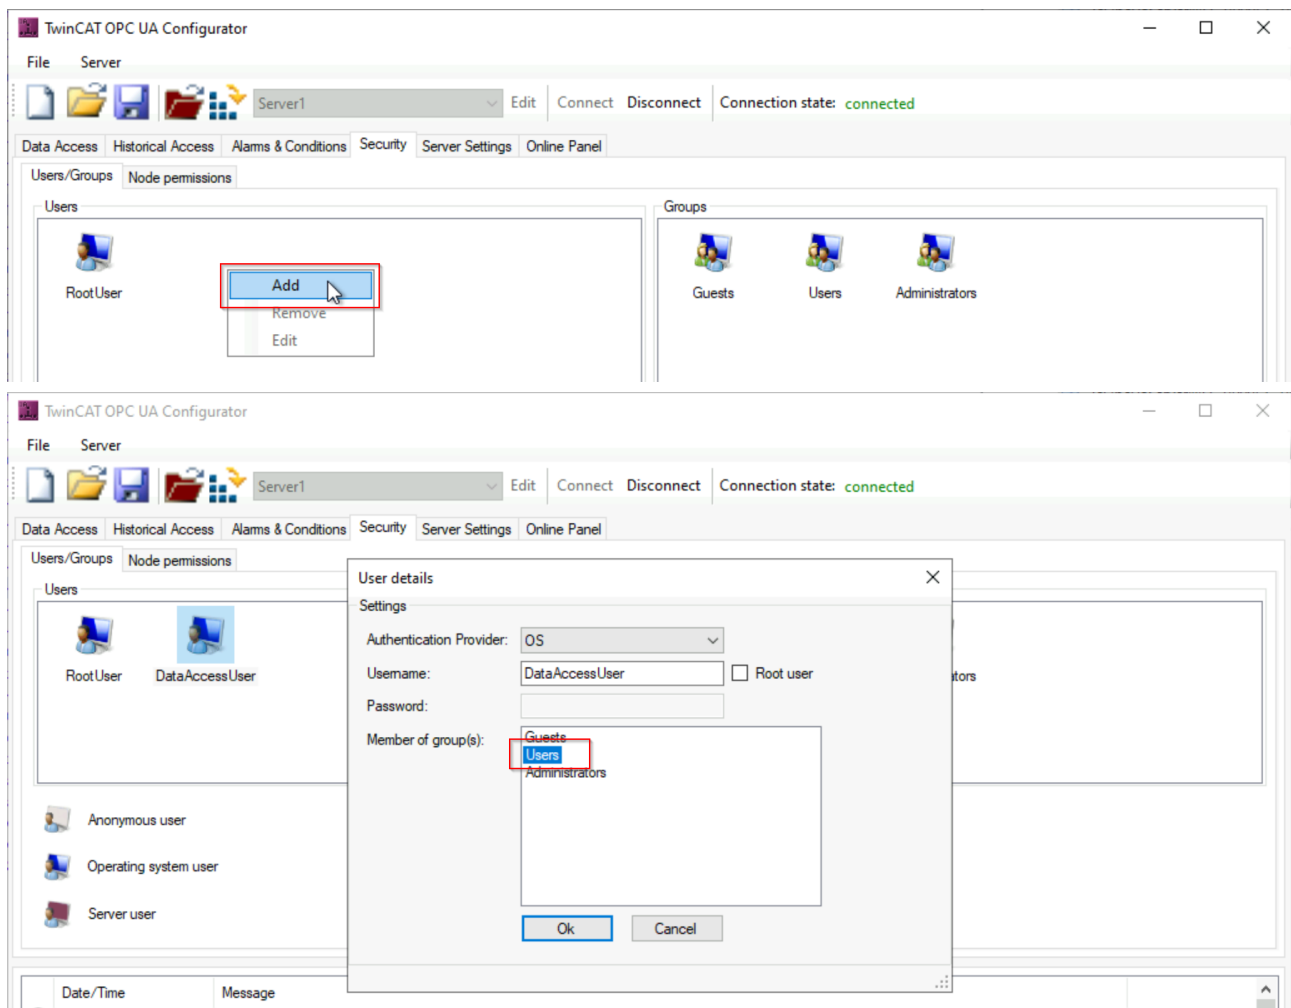 TwinCAT OPC UA Configurator
File Server
Server1 Edit Connect Disconnect Connection state: connected
Data Access Historical Access Alarms & Conditions Security Server Settings Online Panel
Users/Groups Node permissions
Users Groups
RootUser Guests Users Administrators
Add
Remove
Edit
TwinCAT OPC UA Configurator
File Server
Server1 Edit Connect Disconnect Connection state: connected
Data Access Historical Access Alarms & Conditions Security Server Settings Online Panel
Users/Groups Node permissions
Users
RootUser DataAccessUser
User details
Settings
Authentication Provider: OS
Username: DataAccessUser Root user
Password:
Member of group(s): Guests
Users
Administrators
Ok Cancel
ators
Anonymous user
Operating system user
Server user
Date/Time Message